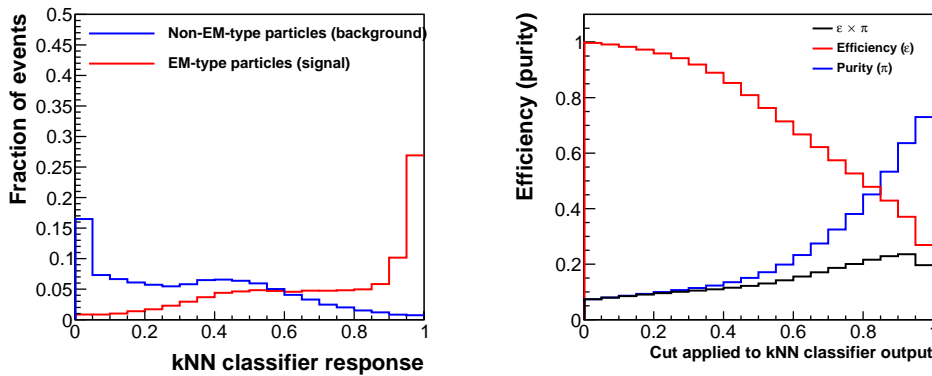 Fraction of events
0.5
0.45
0.4
0.35
0.3
0.25
0.2
0.15
0.1
0.05
0
Non-EM-type particles (background)
EM-type particles (signal)
0 0.2 0.4 0.6 0.8 1
kNN classifier response
Efficiency (purity)
1
0.8
0.6
0.4
0.2
0
ε × π
Efficiency (ε)
Purity (π)
0 0.2 0.4 0.6 0.8 1
Cut applied to kNN classifier output